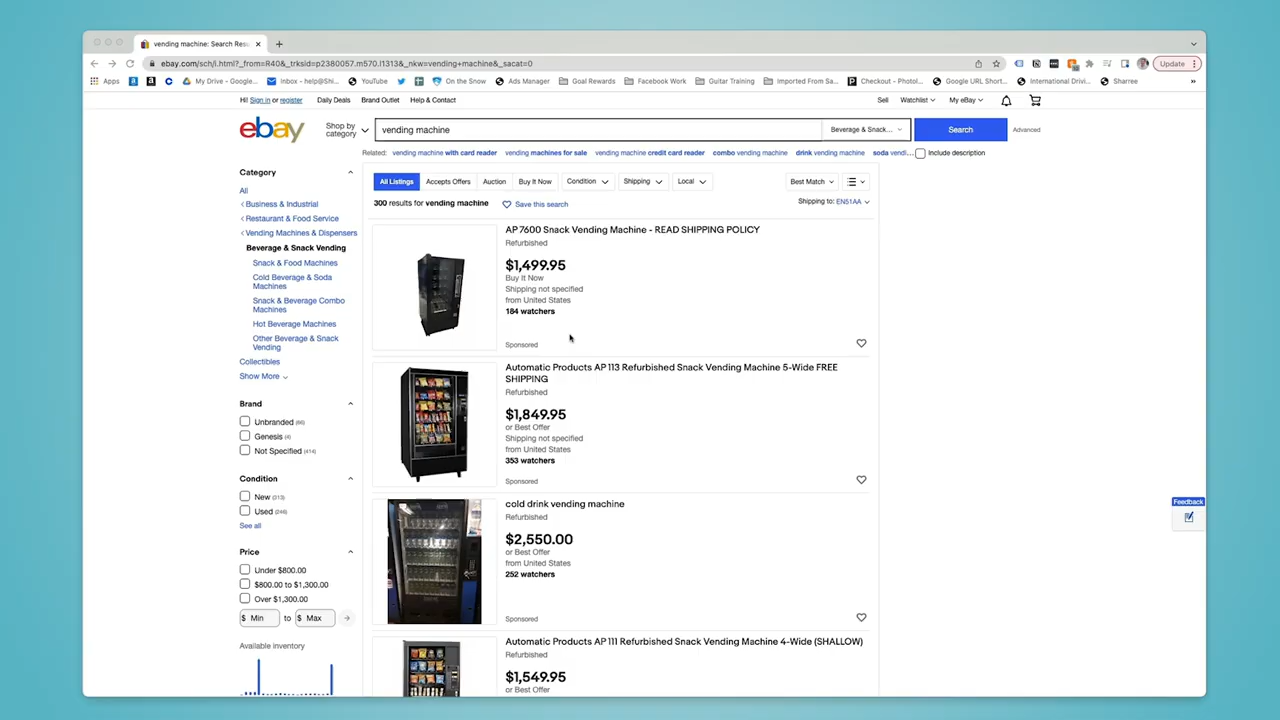 vending machine: Search Resu
ebay.com/sch/i.html?_from=R40&_trksid=p2380057.m570.l1313&_nkw=vending+machine&_sacat=0
Update
Apps
My Drive - Google...
Inbox - help@Shi...
YouTube
On the Snow
Ads Manager
Goal Rewards
Facebook Work
Guitar Training
Imported From Sa...
Checkout - Photol...
Google URL Short...
International Divi...
Sharree
Hi! Sign in or register
Daily Deals
Brand Outlet
Help & Contact
Sell
Watchlist
My eBay
ebay
Shop by category
vending machine
Beverage & Snack...
Search
Advanced
Related: vending machine with card reader
vending machines for sale
vending machine credit card reader
combo vending machine
drink vending machine
soda vendi...
Include description
Category
All
Business & Industrial
Restaurant & Food Service
Vending Machines & Dispensers
Beverage & Snack Vending
Snack & Food Machines
Cold Beverage & Soda
Machines
Snack & Beverage Combo
Machines
Hot Beverage Machines
Other Beverage & Snack
Vending
Collectibles
Show More
Brand
Unbranded (66)
Genesis (4)
Not Specified (414)
Condition
New (313)
Used (246)
See all
Price
Under $800.00
$800.00 to $1,300.00
Over $1,300.00
$ Min to $ Max
Available inventory
All Listings
Accepts Offers
Auction
Buy It Now
Condition
Shipping
Local
Best Match
300 results for vending machine
Save this search
Shipping to: EN51AA
AP 7600 Snack Vending Machine - READ SHIPPING POLICY
Refurbished
$1,499.95
Buy It Now
Shipping not specified
from United States
184 watchers
Sponsored
Automatic Products AP 113 Refurbished Snack Vending Machine 5-Wide FREE
SHIPPING
Refurbished
$1,849.95
or Best Offer
Shipping not specified
from United States
353 watchers
Sponsored
cold drink vending machine
Refurbished
$2,550.00
or Best Offer
from United States
252 watchers
Sponsored
Automatic Products AP 111 Refurbished Snack Vending Machine 4-Wide (SHALLOW)
Refurbished
$1,549.95
or Best Offer
Feedback